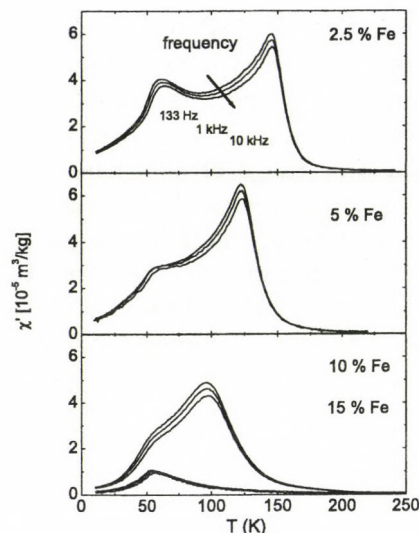 6
4
2
0
2.5 % Fe
frequency
133 Hz
1 kHz
10 kHz
6
4
2
0
5 % Fe
χ' [10⁻⁵ m³/kg]
6
4
2
0
10 % Fe
15 % Fe
0 50 100 150 200 250
T (K)